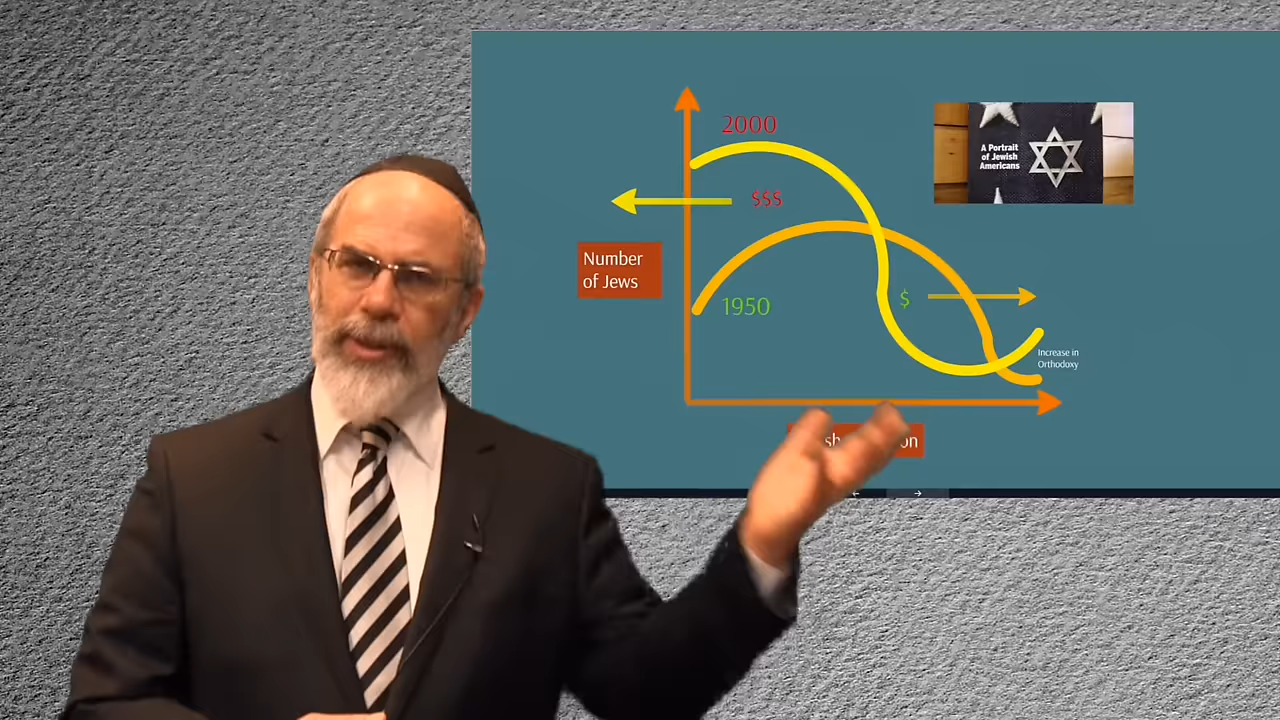 2000
$$$
Number
of Jews
1950
$
Increase in
Orthodoxy
A Portrait
of Jewish
Americans